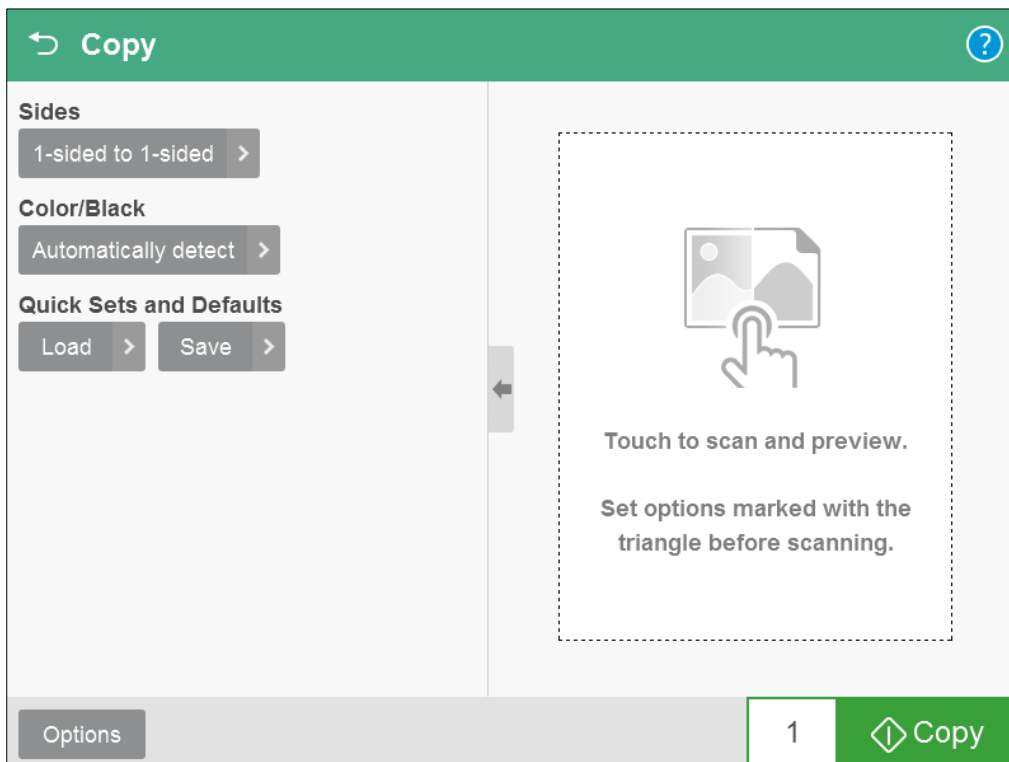 Copy
?
Sides
1-sided to 1-sided
Color/Black
Automatically detect
Quick Sets and Defaults
Load
Save
Touch to scan and preview.
Set options marked with the
triangle before scanning.
Options
1
Copy